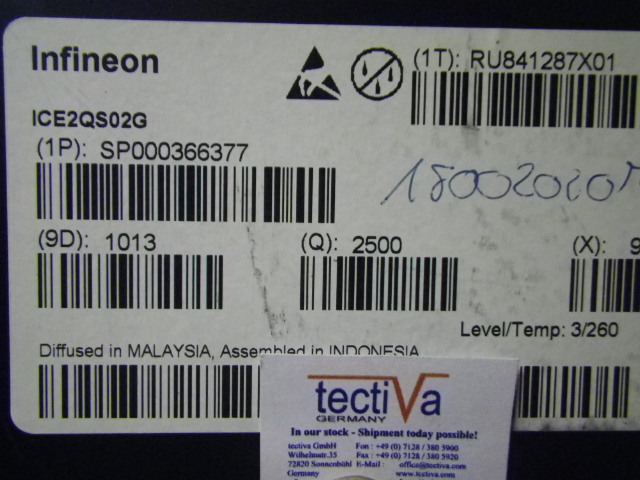 Infineon
(1T): RU841287X01
ICE2QS02G
(1P): SP000366377
(9D): 1013
(Q): 2500
(X): 9
Level/Temp: 3/260
Diffused in MALAYSIA, Assembled in INDONESIA
tectiVa
GERMANY
In our stock - Shipment today possible!
tectiva GmbH Fon : +49 (0) 7128 / 380 5900
Wilhelmstr.35 Fax : +49 (0) 7128 / 380 5920
72820 Sonnenbühl E-Mail : office@tectiva.com
Germany www.tectiva.com